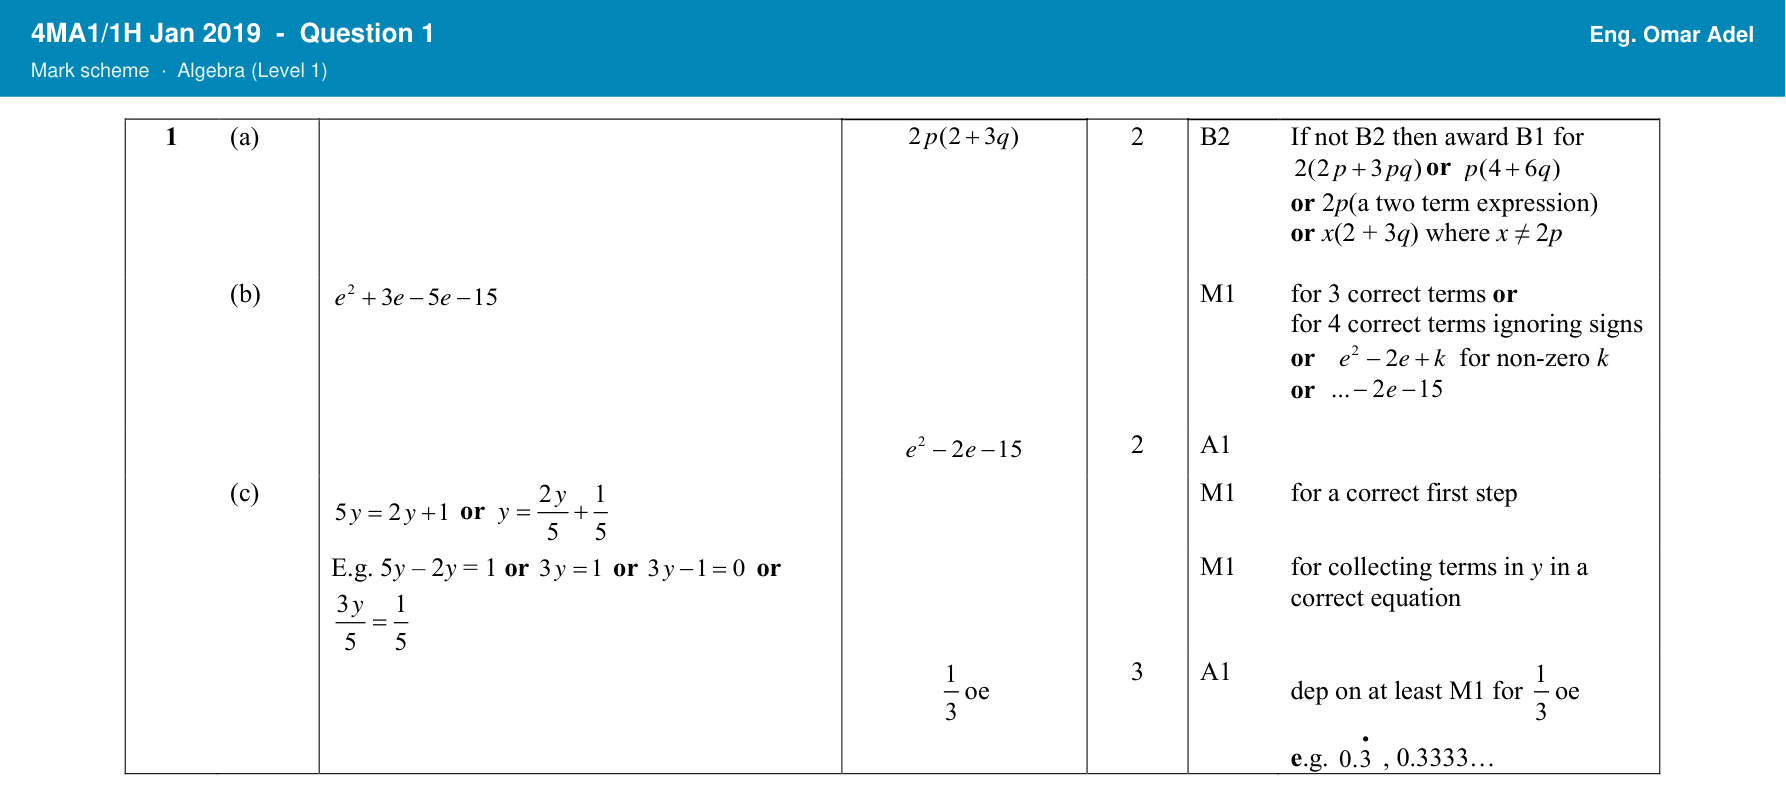 4MA1/1H Jan 2019 - Question 1
Eng. Omar Adel
Mark scheme · Algebra (Level 1)
1 (a) 2p(2+3q) 2 B2 If not B2 then award B1 for
2(2p+3pq) or p(4+6q)
or 2p(a two term expression)
or x(2 + 3q) where x ≠ 2p
(b) e² +3e−5e−15 M1 for 3 correct terms or
for 4 correct terms ignoring signs
or e² −2e+k for non-zero k
or ...−2e−15
e² −2e−15 2 A1
(c) 5y=2y+1 or y=2y/5+1/5 M1 for a correct first step
E.g. 5y – 2y = 1 or 3y=1 or 3y−1=0 or M1 for collecting terms in y in a
3y/5=1/5 correct equation
1/3 oe 3 A1 dep on at least M1 for 1/3 oe
e.g. 0.3̇ , 0.3333…